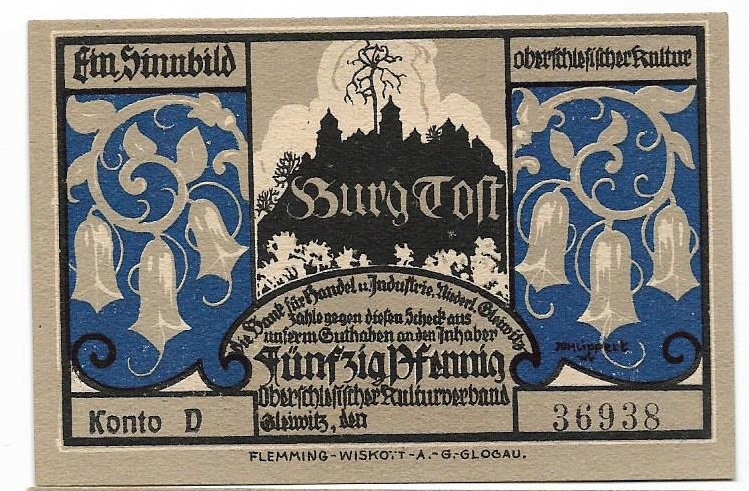 Ein Sinnbild
oberschlesischer Kultur
Burg Tost
Die Bank für Handel u. Industrie, Niederl. Gleiwitz
zahle gegen diesen Scheck aus
unserm Guthaben an den Inhaber
Fünfzig Pfennig
Oberschlesischer Kulturverband
Gleiwitz, den
Konto D
36938
FLEMMING-WISKOTT-A.-G-GLOGAU.